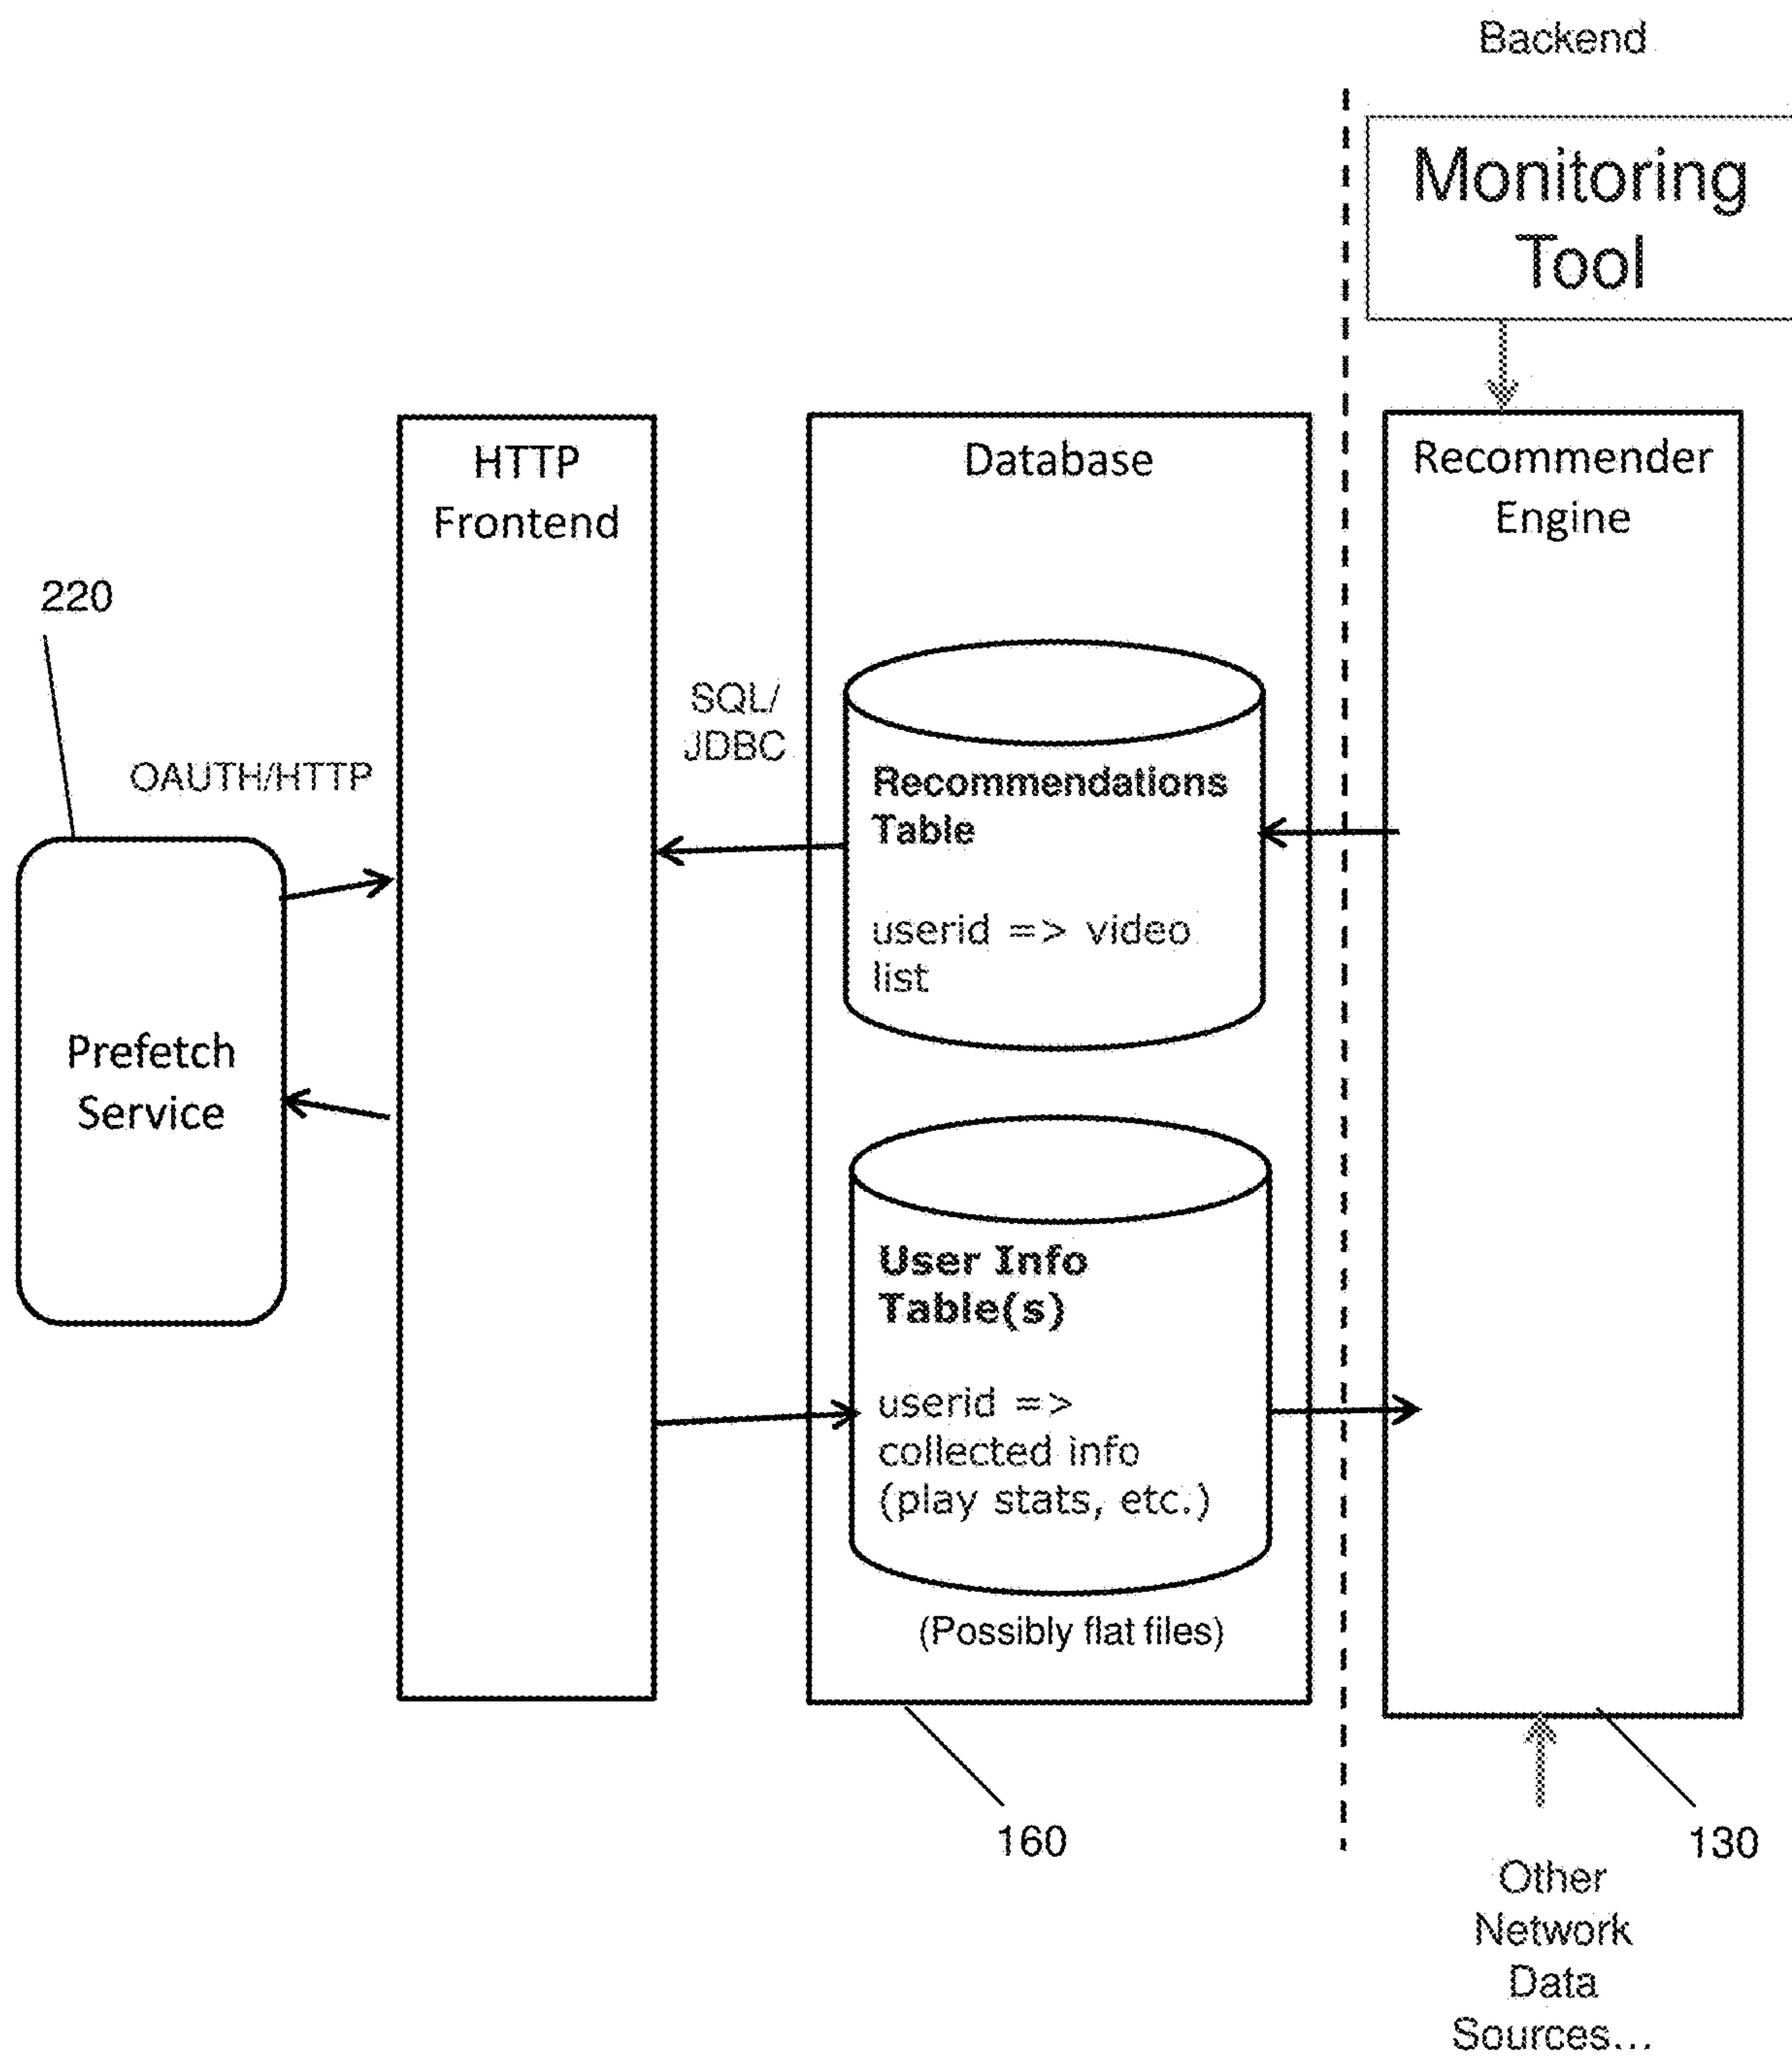 Backend
Monitoring
Tool
HTTP
Frontend
Database
Recommender
Engine
220
OAUTH/HTTP
SQL/
JDBC
Prefetch
Service
Recommendations
Table
userid => video
list
User Info
Table(s)
userid =>
collected info
(play stats, etc.)
(Possibly flat files)
160
130
Other
Network
Data
Sources...